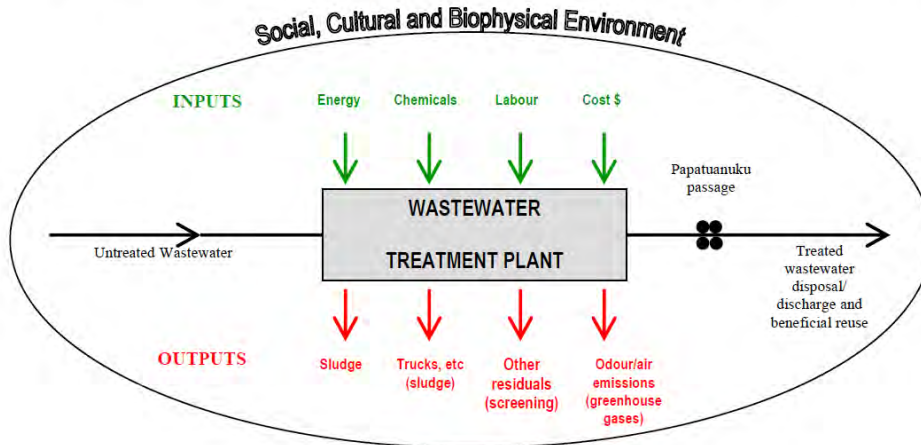 Social, Cultural and Biophysical Environment
INPUTS
Energy
Chemicals
Labour
Cost $
Papatuanuku
passage
WASTEWATER
TREATMENT PLANT
Untreated Wastewater
Treated
wastewater
disposal/
discharge and
beneficial reuse
OUTPUTS
Sludge
Trucks, etc
(sludge)
Other
residuals
(screening)
Odour/air
emissions
(greenhouse
gases)